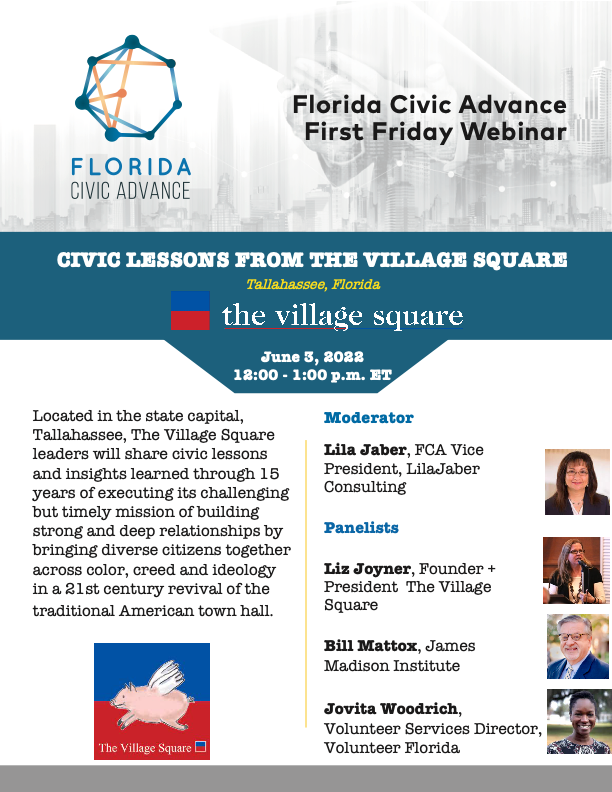 Florida Civic Advance
First Friday Webinar
FLORIDA
CIVIC ADVANCE
CIVIC LESSONS FROM THE VILLAGE SQUARE
Tallahassee, Florida
the village square
June 3, 2022
12:00 - 1:00 p.m. ET
Located in the state capital,
Tallahassee, The Village Square
leaders will share civic lessons
and insights learned through 15
years of executing its challenging
but timely mission of building
strong and deep relationships by
bringing diverse citizens together
across color, creed and ideology
in a 21st century revival of the
traditional American town hall.
The Village Square
Moderator
Lila Jaber, FCA Vice
President, LilaJaber
Consulting
Panelists
Liz Joyner, Founder +
President The Village
Square
Bill Mattox, James
Madison Institute
Jovita Woodrich,
Volunteer Services Director,
Volunteer Florida